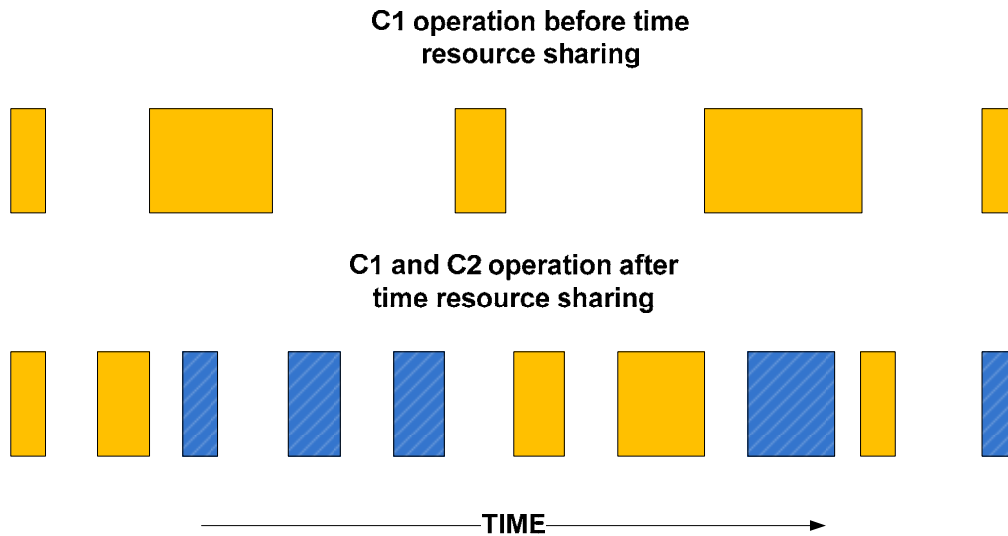 C1 operation before time
resource sharing
C1 and C2 operation after
time resource sharing
TIME